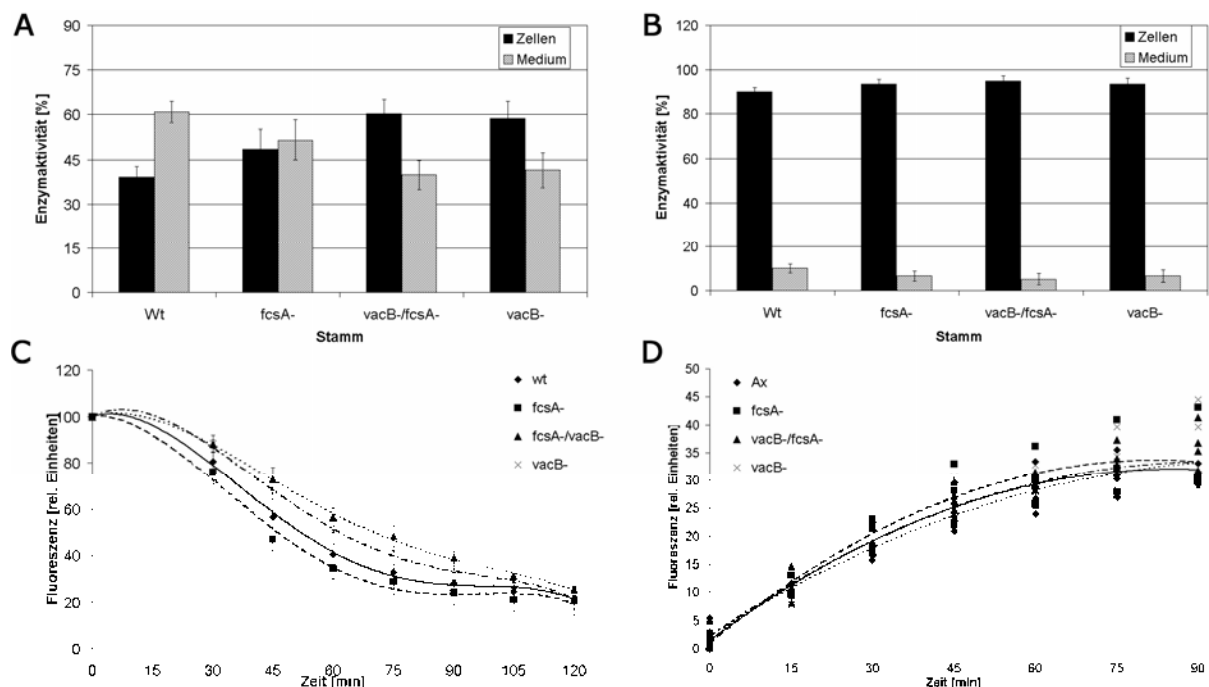 A
90
75
60
45
30
15
0
Enzymaktivität [%]
Zellen
Medium
Wt
fcsA-
vacB-/fcsA-
vacB-
Stamm
B
120
100
80
60
40
20
0
Enzymaktivität [%]
Zellen
Medium
Wt
fcsA-
vacB-/fcsA-
vacB-
Stamm
C
120
100
80
60
40
20
0
Fluoreszenz [rel. Einheiten]
wt
fcsA-
fcsA-/vacB-
vacB-
0 15 30 45 60 75 90 105 120
Zeit [min]
D
50
45
40
35
30
25
20
15
10
5
0
Fluoreszenz [rel. Einheiten]
Ax
fcsA-
vacB-/fcsA-
vacB-
0 15 30 45 60 75 90
Zeit [min]